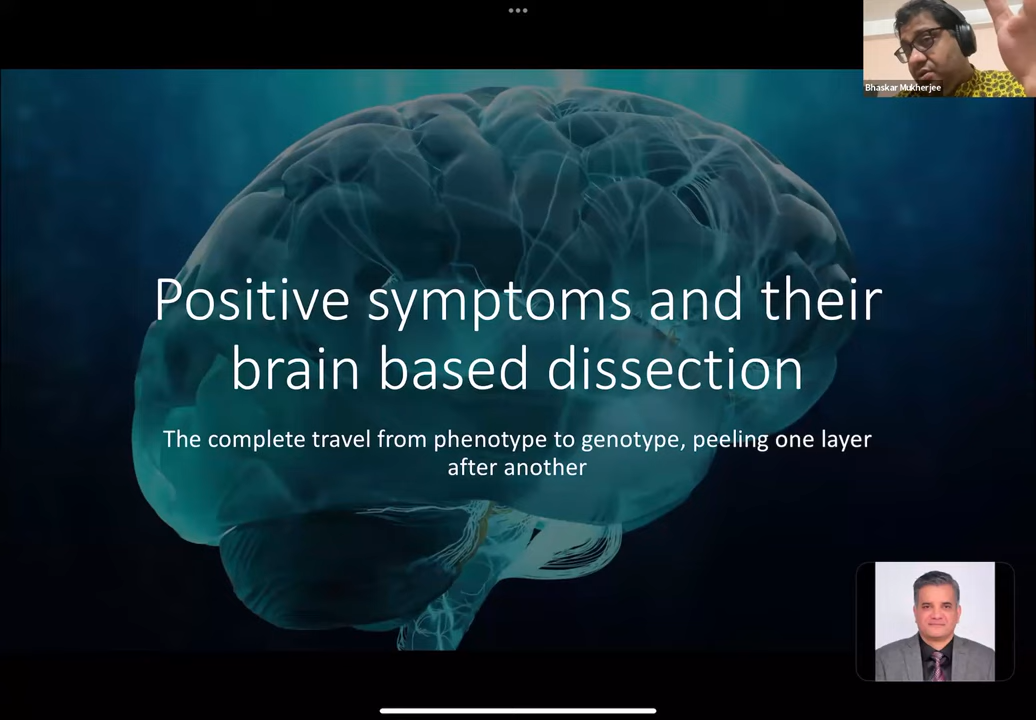 Bhaskar Mukherjee
Positive symptoms and their
brain based dissection
The complete travel from phenotype to genotype, peeling one layer
after another